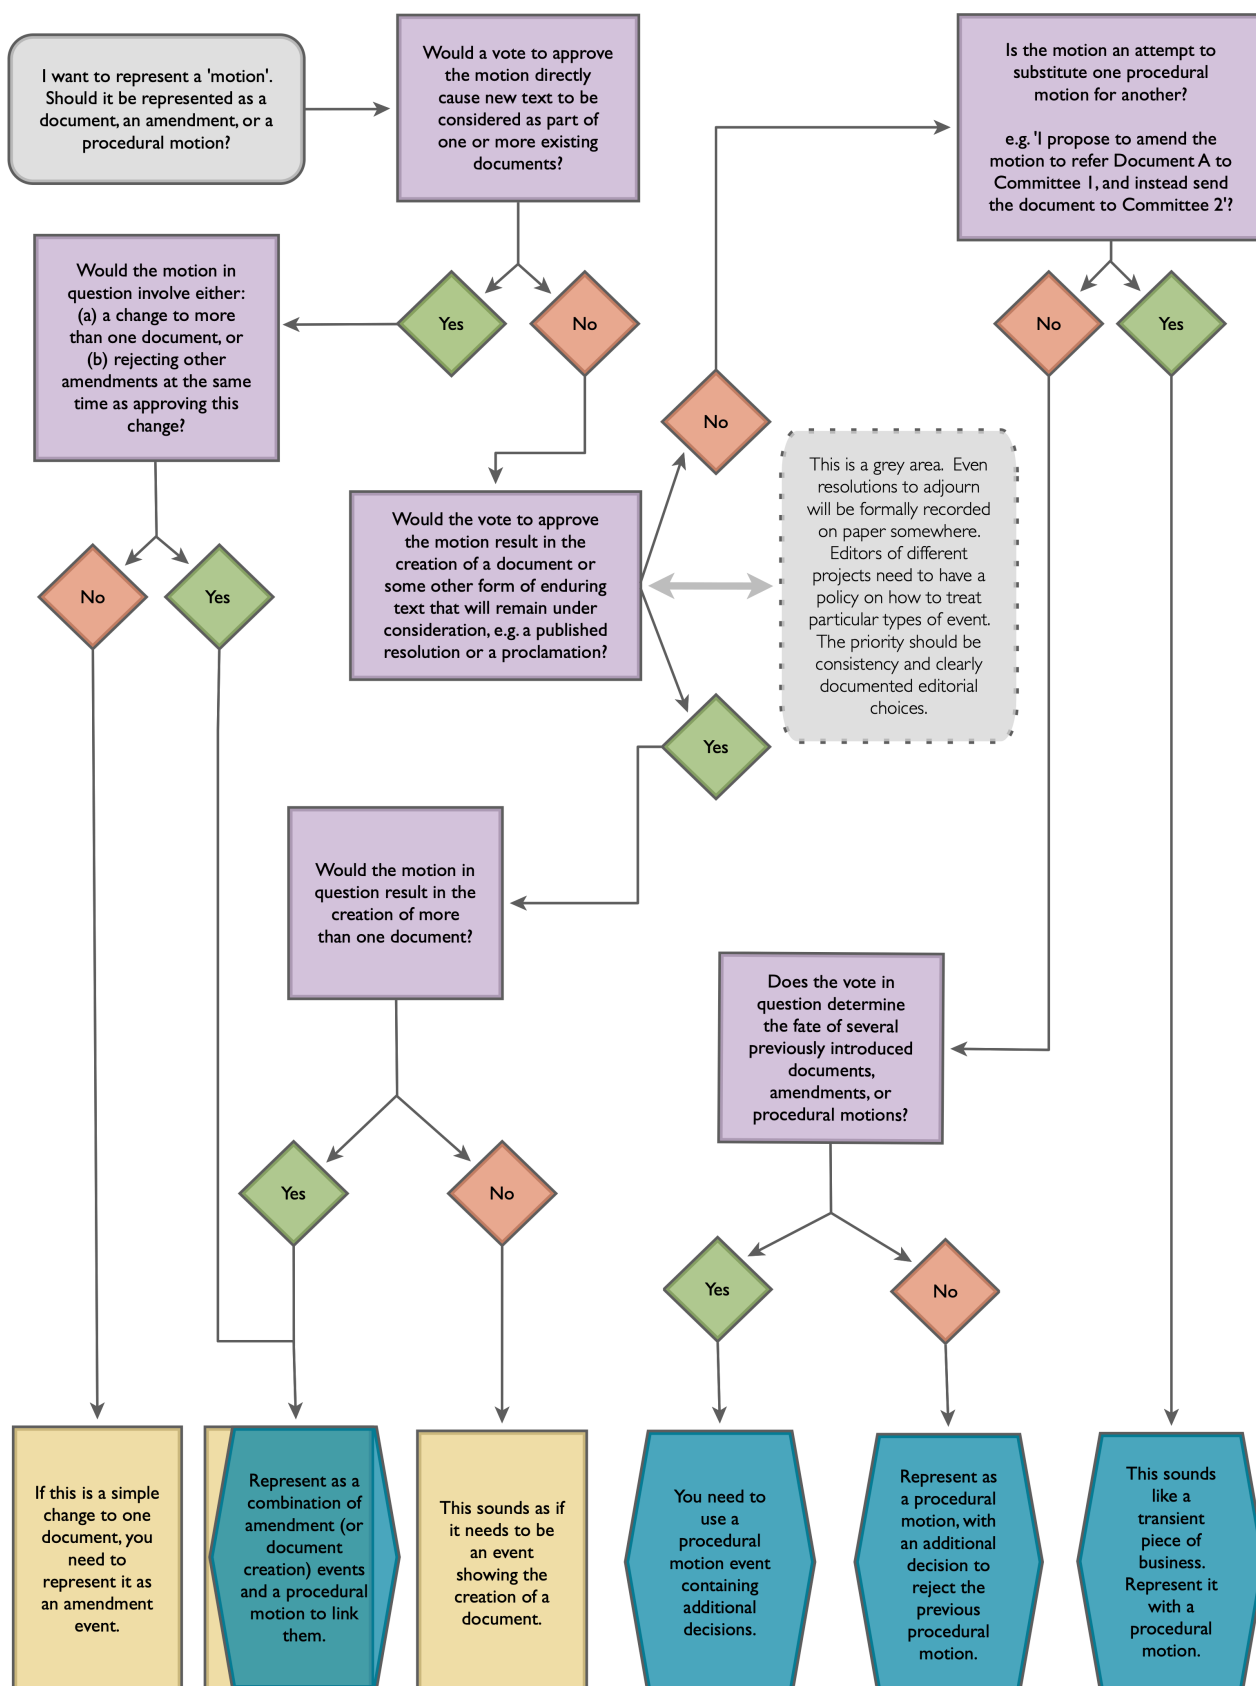 I want to represent a 'motion'.
Should it be represented as a
document, an amendment, or a
procedural motion?
Would a vote to approve
the motion directly
cause new text to be
considered as part of
one or more existing
documents?
Is the motion an attempt to
substitute one procedural
motion for another?
e.g. 'I propose to amend the
motion to refer Document A to
Committee 1, and instead send
the document to Committee 2'?
Would the motion in
question involve either:
(a) a change to more
than one document, or
(b) rejecting other
amendments at the same
time as approving this
change?
Yes
No
No
Yes
No
This is a grey area.  Even
resolutions to adjourn
will be formally recorded
on paper somewhere.
Editors of different
projects need to have a
policy on how to treat
particular types of event.
The priority should be
consistency and clearly
documented editorial
choices.
Would the vote to approve
the motion result in the
creation of a document or
some other form of enduring
text that will remain under
consideration, e.g. a published
resolution or a proclamation?
No
Yes
Yes
Would the motion in
question result in the
creation of more
than one document?
Does the vote in
question determine
the fate of several
previously introduced
documents,
amendments, or
procedural motions?
Yes
No
Yes
No
If this is a simple
change to one
document, you
need to
represent it as
an amendment
event.
Represent as a
combination of
amendment (or
document
creation) events
and a procedural
motion to link
them.
This sounds as if
it needs to be
an event
showing the
creation of a
document.
You need to
use a
procedural
motion event
containing
additional
decisions.
Represent as
a procedural
motion, with
an additional
decision to
reject the
previous
procedural
motion.
This sounds
like a
transient
piece of
business.
Represent it
with a
procedural
motion.